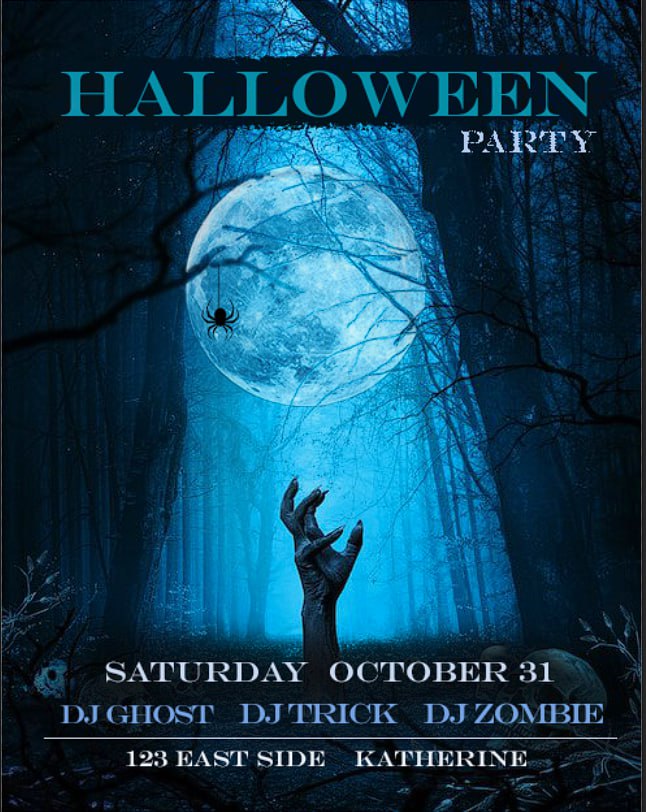 HALLOWEEN
PARTY
SATURDAY OCTOBER 31
DJ GHOST DJ TRICK DJ ZOMBIE
123 EAST SIDE KATHERINE